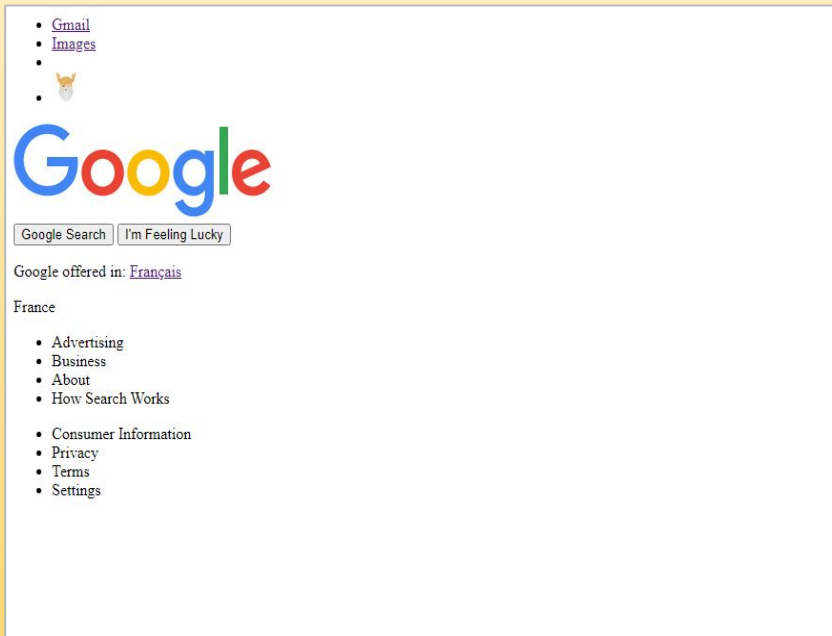 Gmail
Images
Google
Google Search I'm Feeling Lucky
Google offered in: Français
France
Advertising
Business
About
How Search Works
Consumer Information
Privacy
Terms
Settings